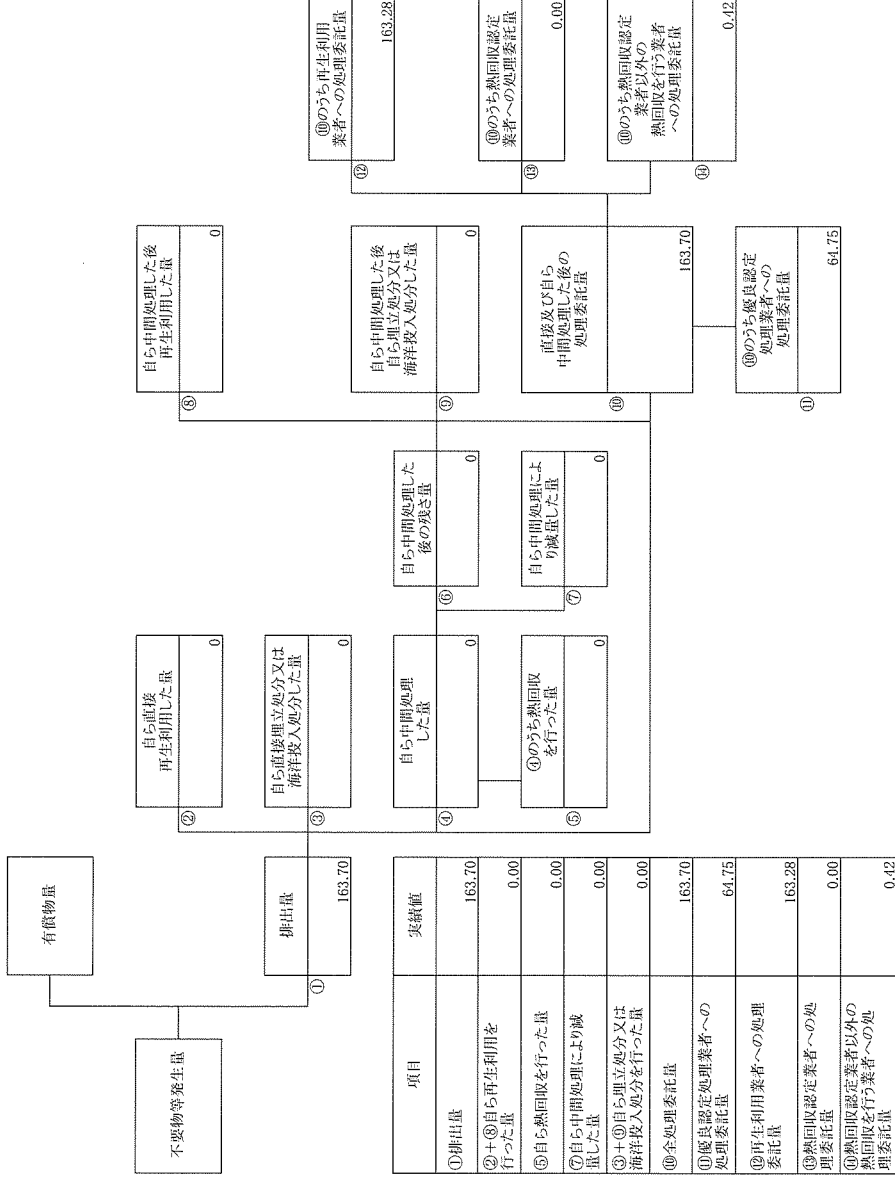 不要物等発生量
有償物量
①
排出量
163.70
②
自ら直接
再生利用した量
0
③
自ら直接埋立処分又は
海洋投入処分した量
0
④
自ら中間処理
した量
0
⑤
④のうち熱回収
を行った量
0
⑥
自ら中間処理した
後の残さ量
0
⑦
自ら中間処理によ
り減量した量
0
⑧
自ら中間処理した後
再生利用した量
0
⑨
自ら中間処理した後
自ら埋立処分又は
海洋投入処分した量
0
⑩
直接及び自ら
中間処理した後の
処理委託量
163.70
⑪
⑩のうち優良認定
処理業者への
処理委託量
64.75
⑫
⑩のうち再生利用
業者への処理委託量
163.28
⑬
⑩のうち熱回収認定
業者への処理委託量
0.00
⑭
⑩のうち熱回収認定
業者以外の
熱回収を行う業者
への処理委託量
0.42
項目 実績値
①排出量 163.70
②+⑧自ら再生利用を
行った量 0.00
⑤自ら熱回収を行った量 0.00
⑦自ら中間処理により減
量した量 0.00
③+⑨自ら埋立処分又は
海洋投入処分を行った量 0.00
⑩全処理委託量 163.70
⑪優良認定処理業者への
処理委託量 64.75
⑫再生利用業者への処理
委託量 163.28
⑬熱回収認定業者への処
理委託量 0.00
⑭熱回収認定業者以外の
熱回収を行う業者への処
理委託量 0.42